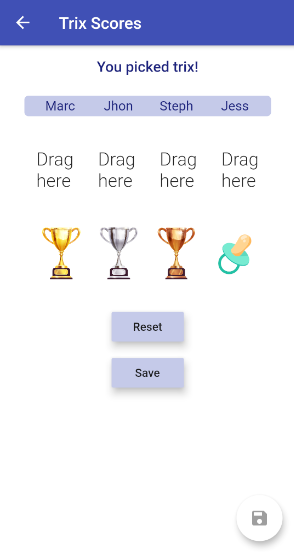 Trix Scores
You picked trix!
Marc Jhon Steph Jess
Drag here Drag here Drag here Drag here
Reset
Save